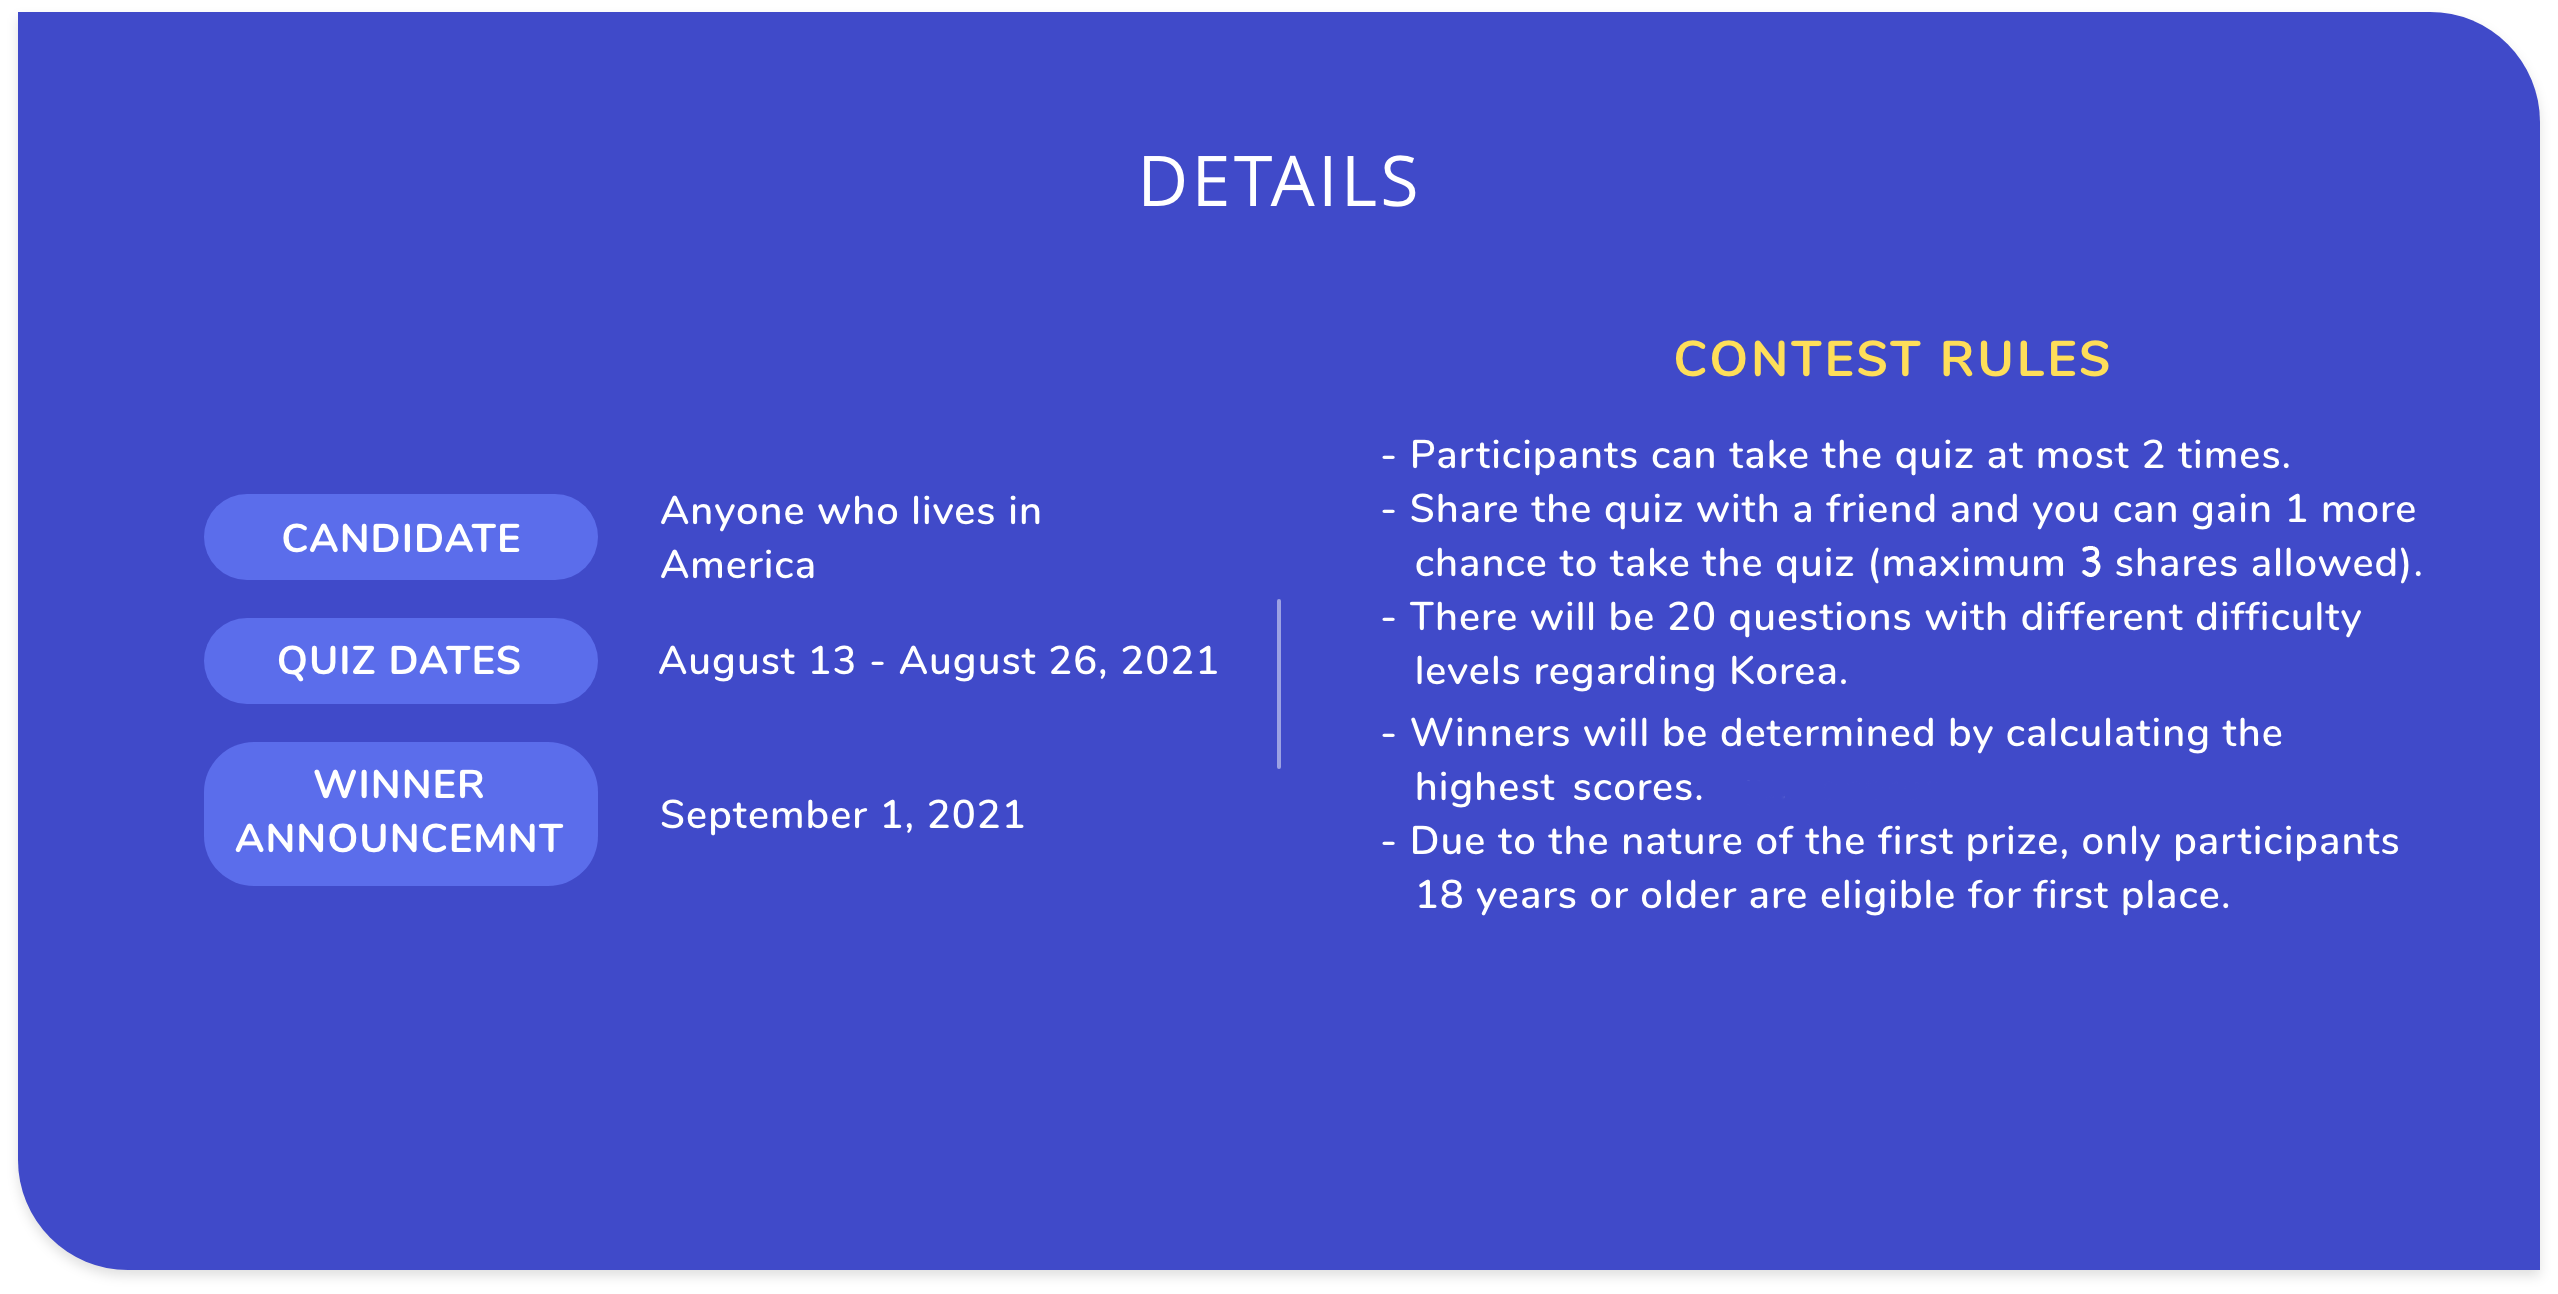 DETAILS
CANDIDATE
Anyone who lives in
America
QUIZ DATES
August 13 - August 26, 2021
WINNER
ANNOUNCEMNT
September 1, 2021
CONTEST RULES
- Participants can take the quiz at most 2 times.
- Share the quiz with a friend and you can gain 1 more
chance to take the quiz (maximum 3 shares allowed).
- There will be 20 questions with different difficulty
levels regarding Korea.
- Winners will be determined by calculating the
highest scores.
- Due to the nature of the first prize, only participants
18 years or older are eligible for first place.